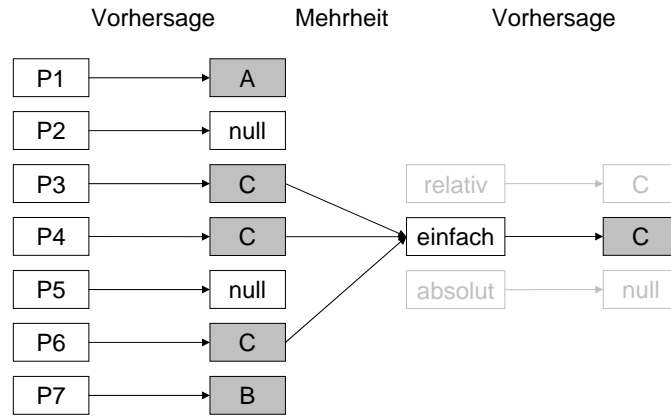 Vorhersage Mehrheit Vorhersage
P1 A
P2 null
P3 C relativ C
P4 C einfach C
P5 null absolut null
P6 C
P7 B